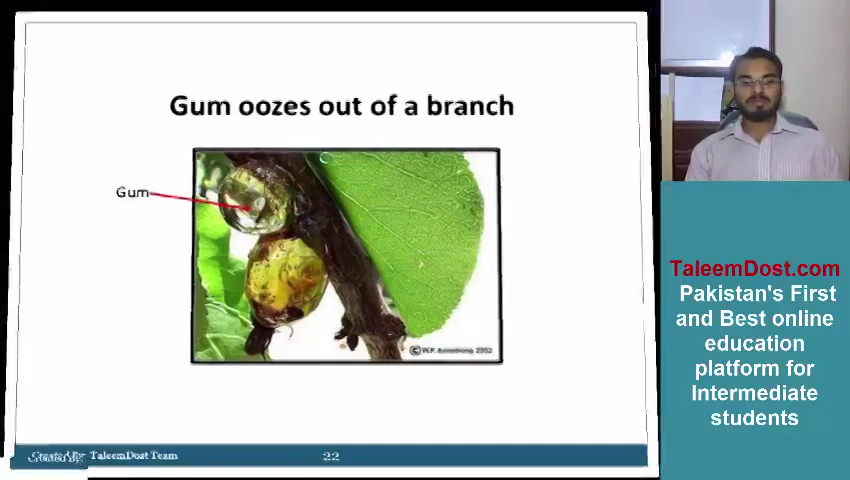 Gum oozes out of a branch
Gum
© W.P. Armstrong 2002
Created By: TaleemDost Team
22
TaleemDost.com
Pakistan's First
and Best online
education
platform for
Intermediate
students